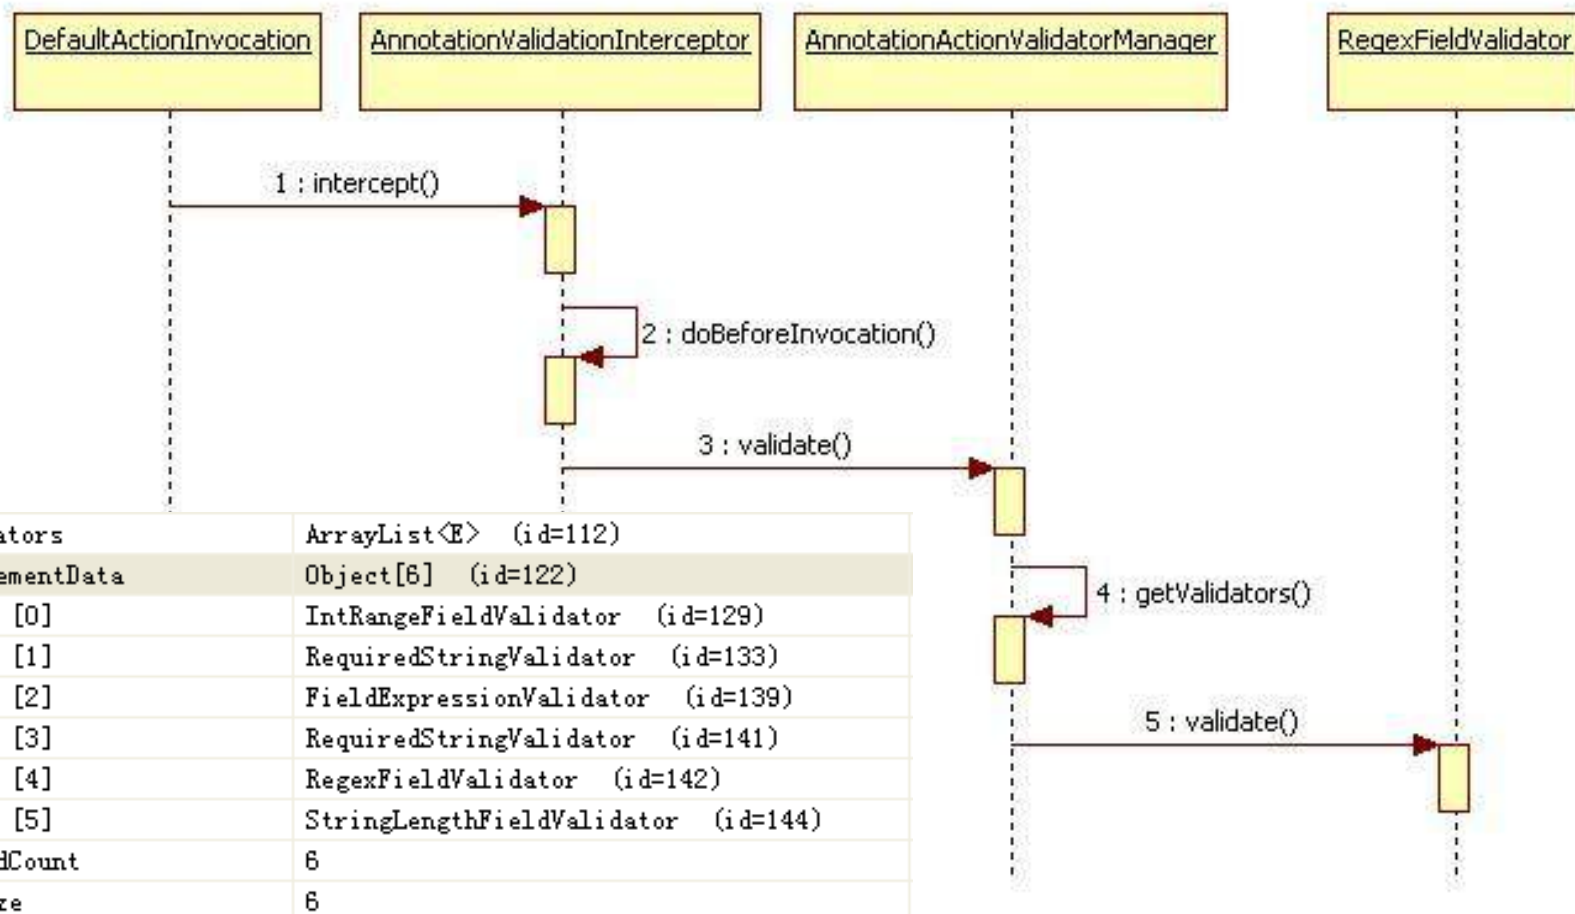 DefaultActionInvocation
AnnotationValidationInterceptor
AnnotationActionValidatorManager
RegexFieldValidator
1 : intercept()
2 : doBeforeInvocation()
3 : validate()
4 : getValidators()
5 : validate()
ators ArrayList<E> (id=112)
ementData Object[6] (id=122)
[0] IntRangeFieldValidator (id=129)
[1] RequiredStringValidator (id=133)
[2] FieldExpressionValidator (id=139)
[3] RequiredStringValidator (id=141)
[4] RegexFieldValidator (id=142)
[5] StringLengthFieldValidator (id=144)
dCount 6
ze 6